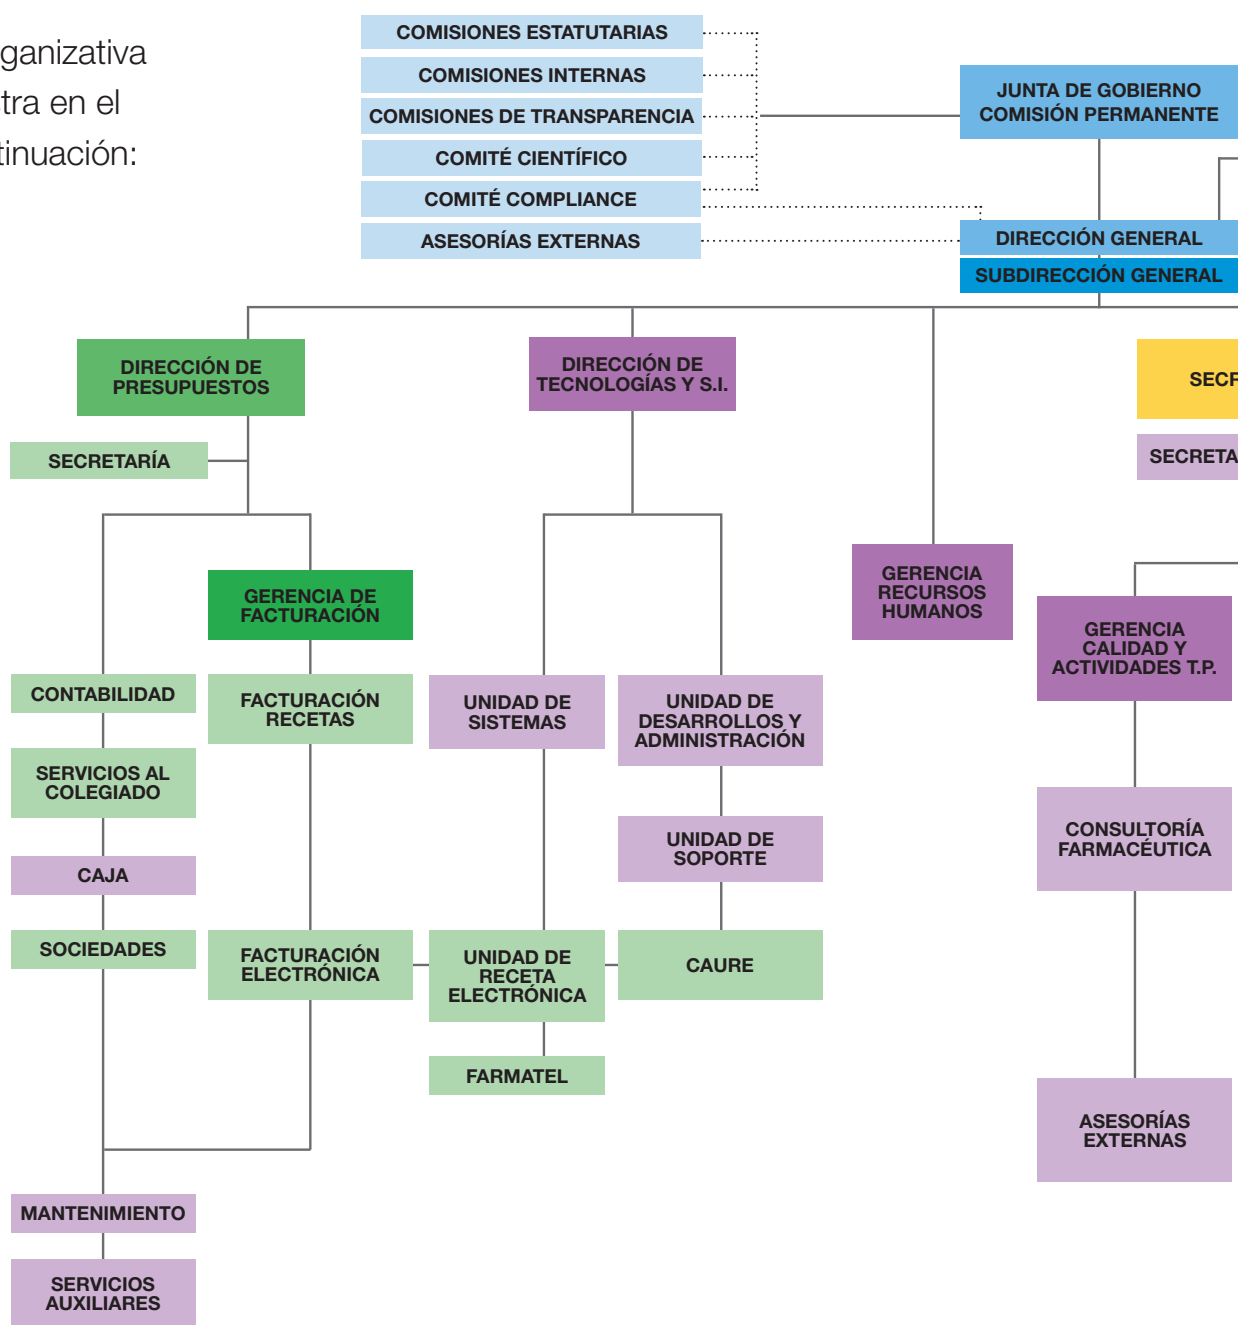 ganizativa
tra en el
tinuación:
COMISIONES ESTATUTARIAS
COMISIONES INTERNAS
COMISIONES DE TRANSPARENCIA
COMITÉ CIENTÍFICO
COMITÉ COMPLIANCE
ASESORÍAS EXTERNAS
JUNTA DE GOBIERNO
COMISIÓN PERMANENTE
DIRECCIÓN GENERAL
SUBDIRECCIÓN GENERAL
DIRECCIÓN DE
PRESUPUESTOS
SECRETARÍA
DIRECCIÓN DE
TECNOLOGÍAS Y S.I.
SECR
SECRETA
GERENCIA DE
FACTURACIÓN
GERENCIA
RECURSOS
HUMANOS
GERENCIA
CALIDAD Y
ACTIVIDADES T.P.
CONTABILIDAD
FACTURACIÓN
RECETAS
UNIDAD DE
SISTEMAS
UNIDAD DE
DESARROLLOS Y
ADMINISTRACIÓN
SERVICIOS AL
COLEGIADO
UNIDAD DE
SOPORTE
CONSULTORÍA
FARMACÉUTICA
CAJA
SOCIEDADES
FACTURACIÓN
ELECTRÓNICA
UNIDAD DE
RECETA
ELECTRÓNICA
CAURE
FARMATEL
ASESORÍAS
EXTERNAS
MANTENIMIENTO
SERVICIOS
AUXILIARES